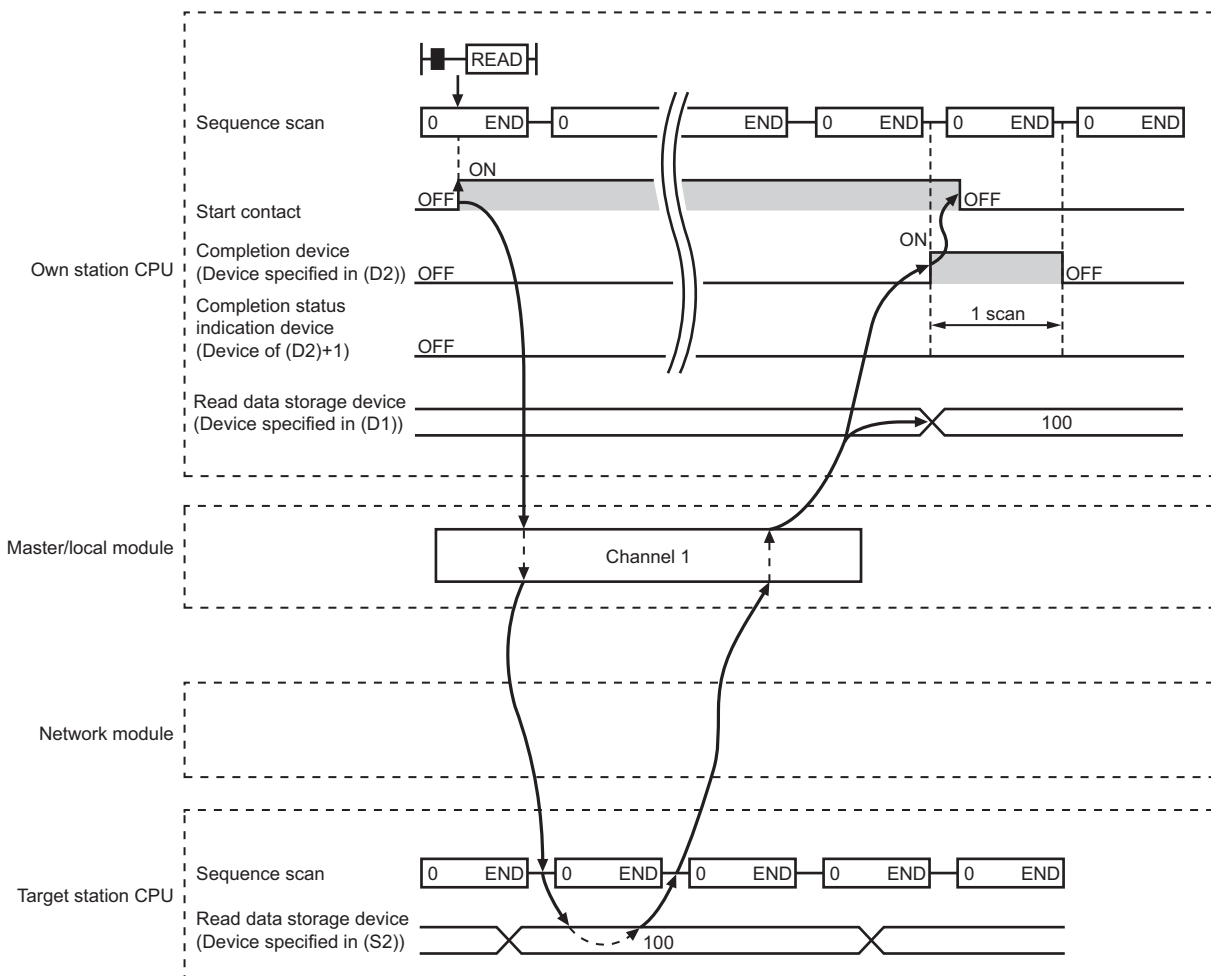 READ
Sequence scan
0 END 0 END 0 END 0 END 0 END
ON
OFF
OFF
Start contact
Own station CPU
Completion device
(Device specified in (D2))
OFF
ON
OFF
Completion status
indication device
(Device of (D2)+1)
OFF
1 scan
Read data storage device
(Device specified in (D1))
100
Master/local module
Channel 1
Network module
Target station CPU
Sequence scan
0 END 0 END 0 END 0 END 0 END
Read data storage device
(Device specified in (S2))
100